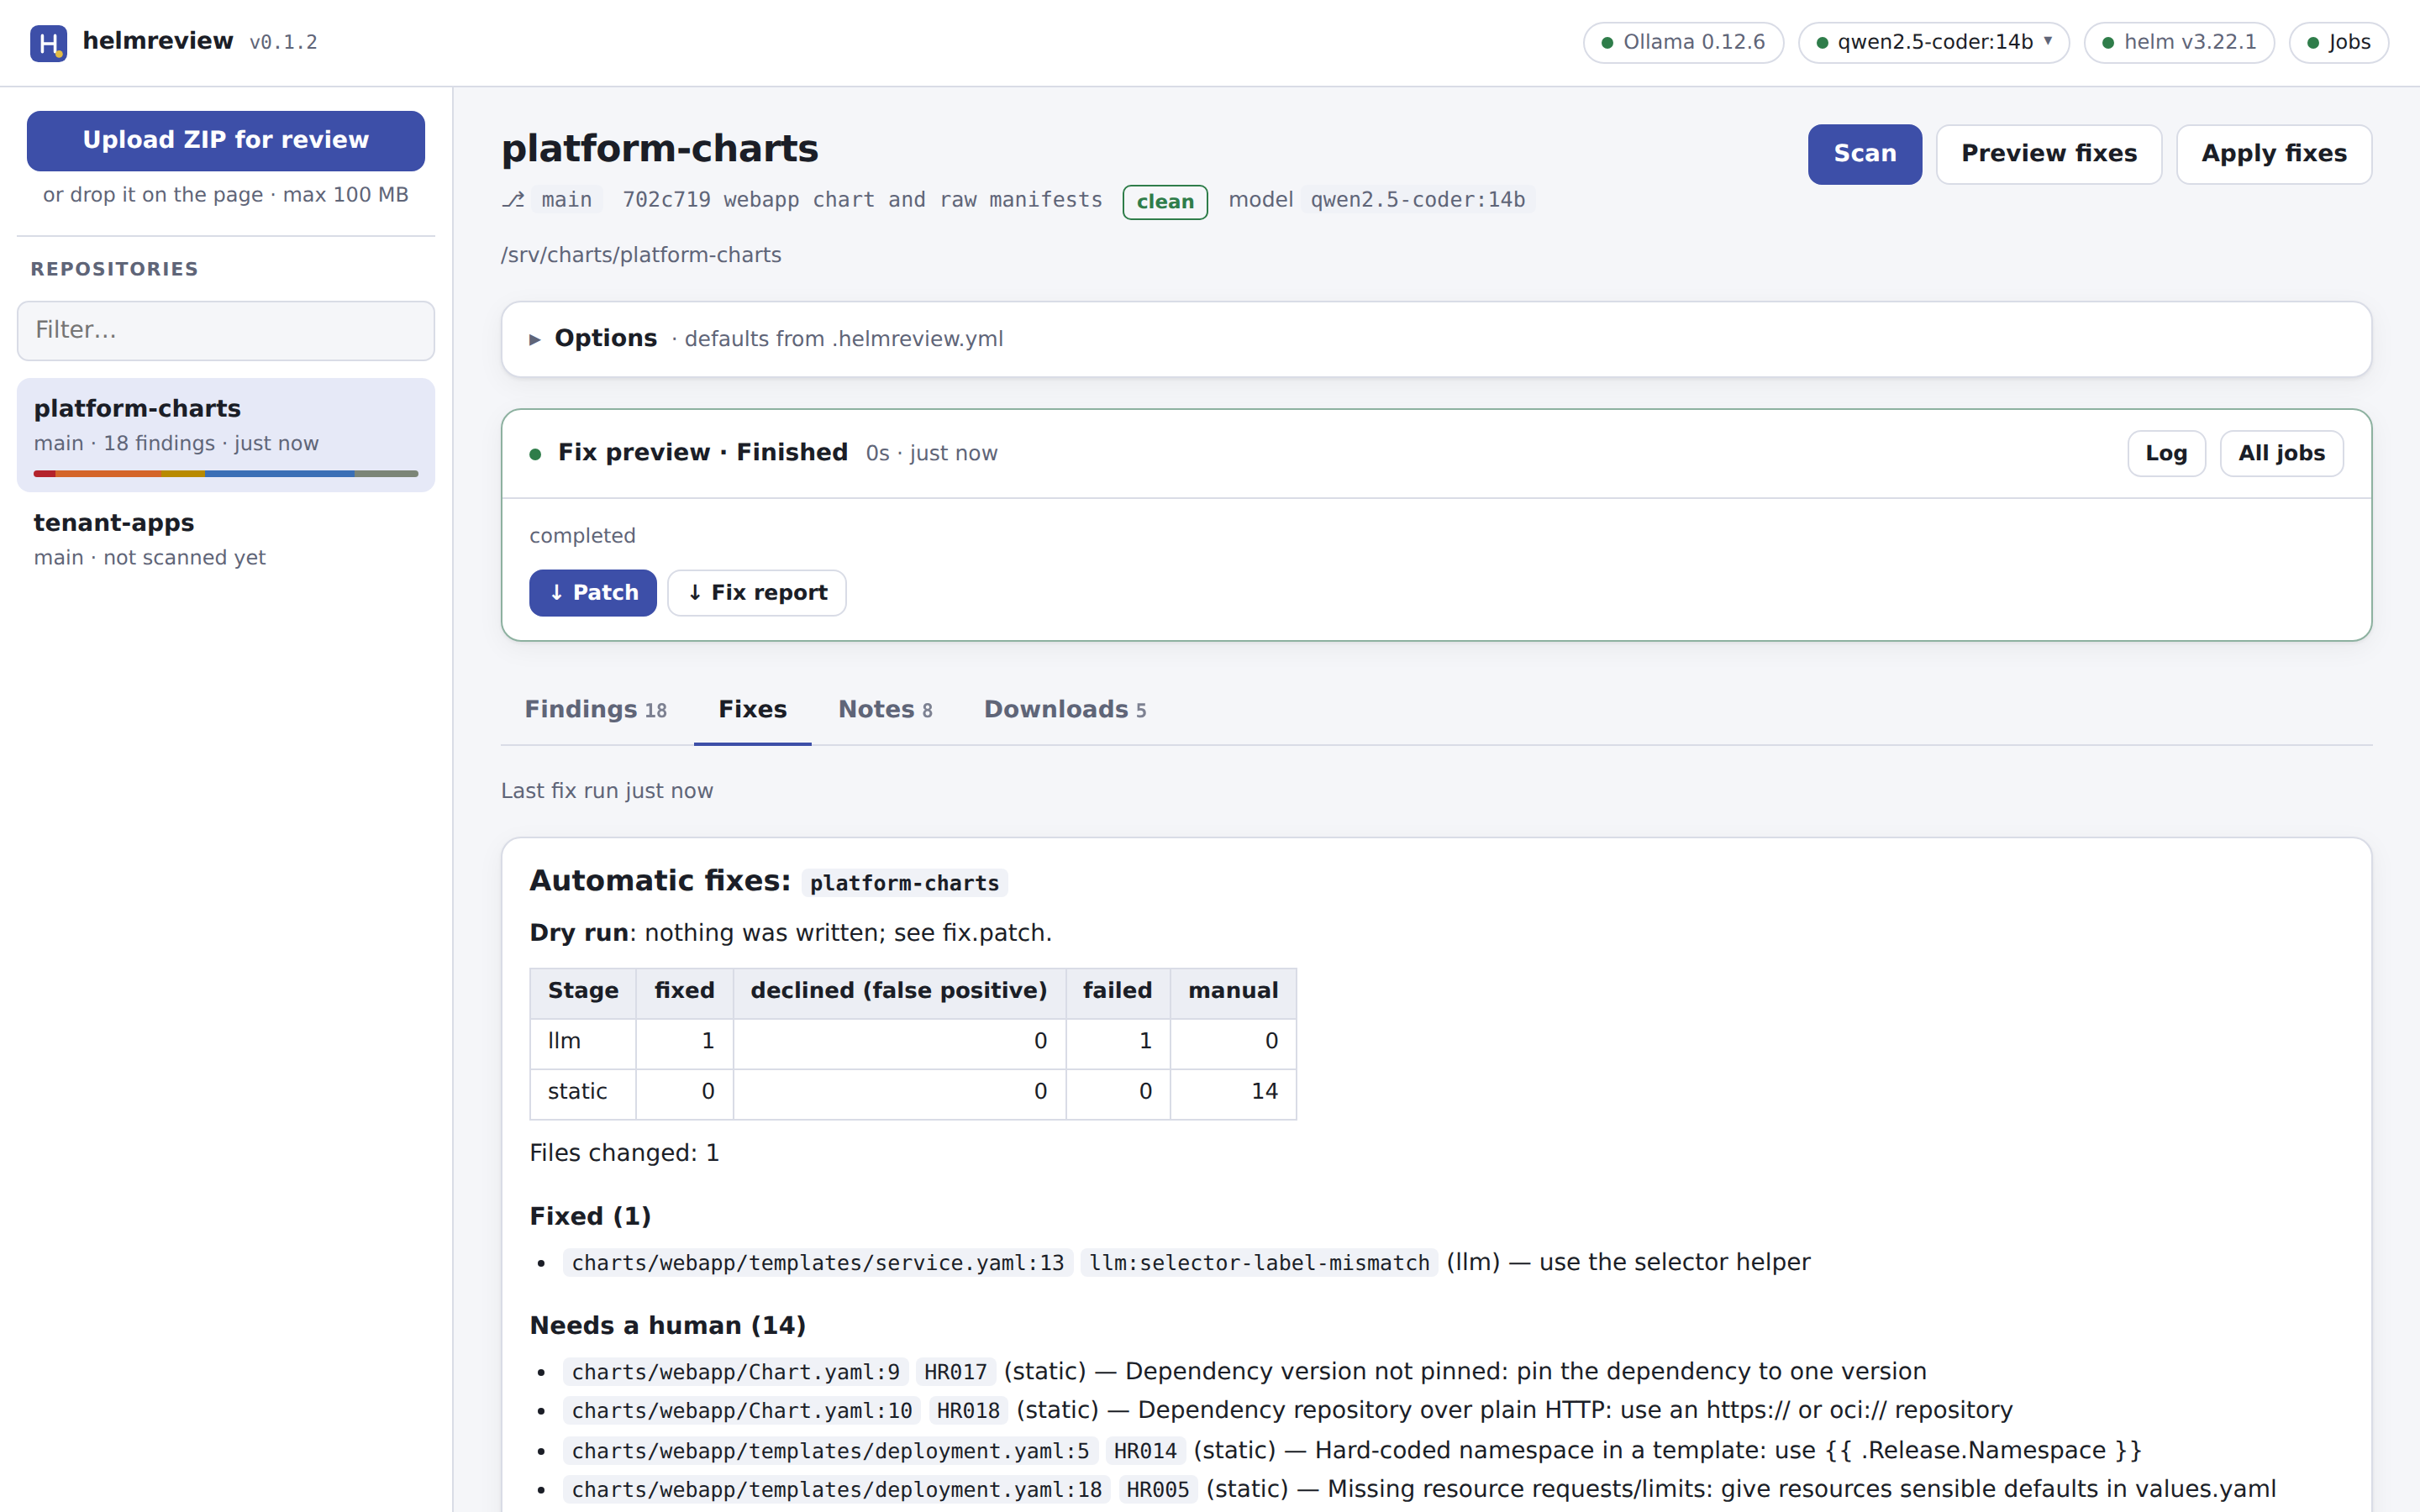 helmreview v0.1.2
Ollama 0.12.6
qwen2.5-coder:14b ▾
helm v3.22.1
Jobs
Upload ZIP for review
or drop it on the page · max 100 MB
REPOSITORIES
Filter…
platform-charts
main · 18 findings · just now
tenant-apps
main · not scanned yet
platform-charts
Scan
Preview fixes
Apply fixes
⎇ main 702c719 webapp chart and raw manifests clean model qwen2.5-coder:14b
/srv/charts/platform-charts
▸ Options · defaults from .helmreview.yml
Fix preview · Finished 0s · just now
Log
All jobs
completed
↓ Patch
↓ Fix report
Findings 18
Fixes
Notes 8
Downloads 5
Last fix run just now
Automatic fixes: platform-charts
Dry run: nothing was written; see fix.patch.
Stage fixed declined (false positive) failed manual
llm 1 0 1 0
static 0 0 0 14
Files changed: 1
Fixed (1)
• charts/webapp/templates/service.yaml:13 llm:selector-label-mismatch (llm) — use the selector helper
Needs a human (14)
• charts/webapp/Chart.yaml:9 HR017 (static) — Dependency version not pinned: pin the dependency to one version
• charts/webapp/Chart.yaml:10 HR018 (static) — Dependency repository over plain HTTP: use an https:// or oci:// repository
• charts/webapp/templates/deployment.yaml:5 HR014 (static) — Hard-coded namespace in a template: use {{ .Release.Namespace }}
• charts/webapp/templates/deployment.yaml:18 HR005 (static) — Missing resource requests/limits: give resources sensible defaults in values.yaml